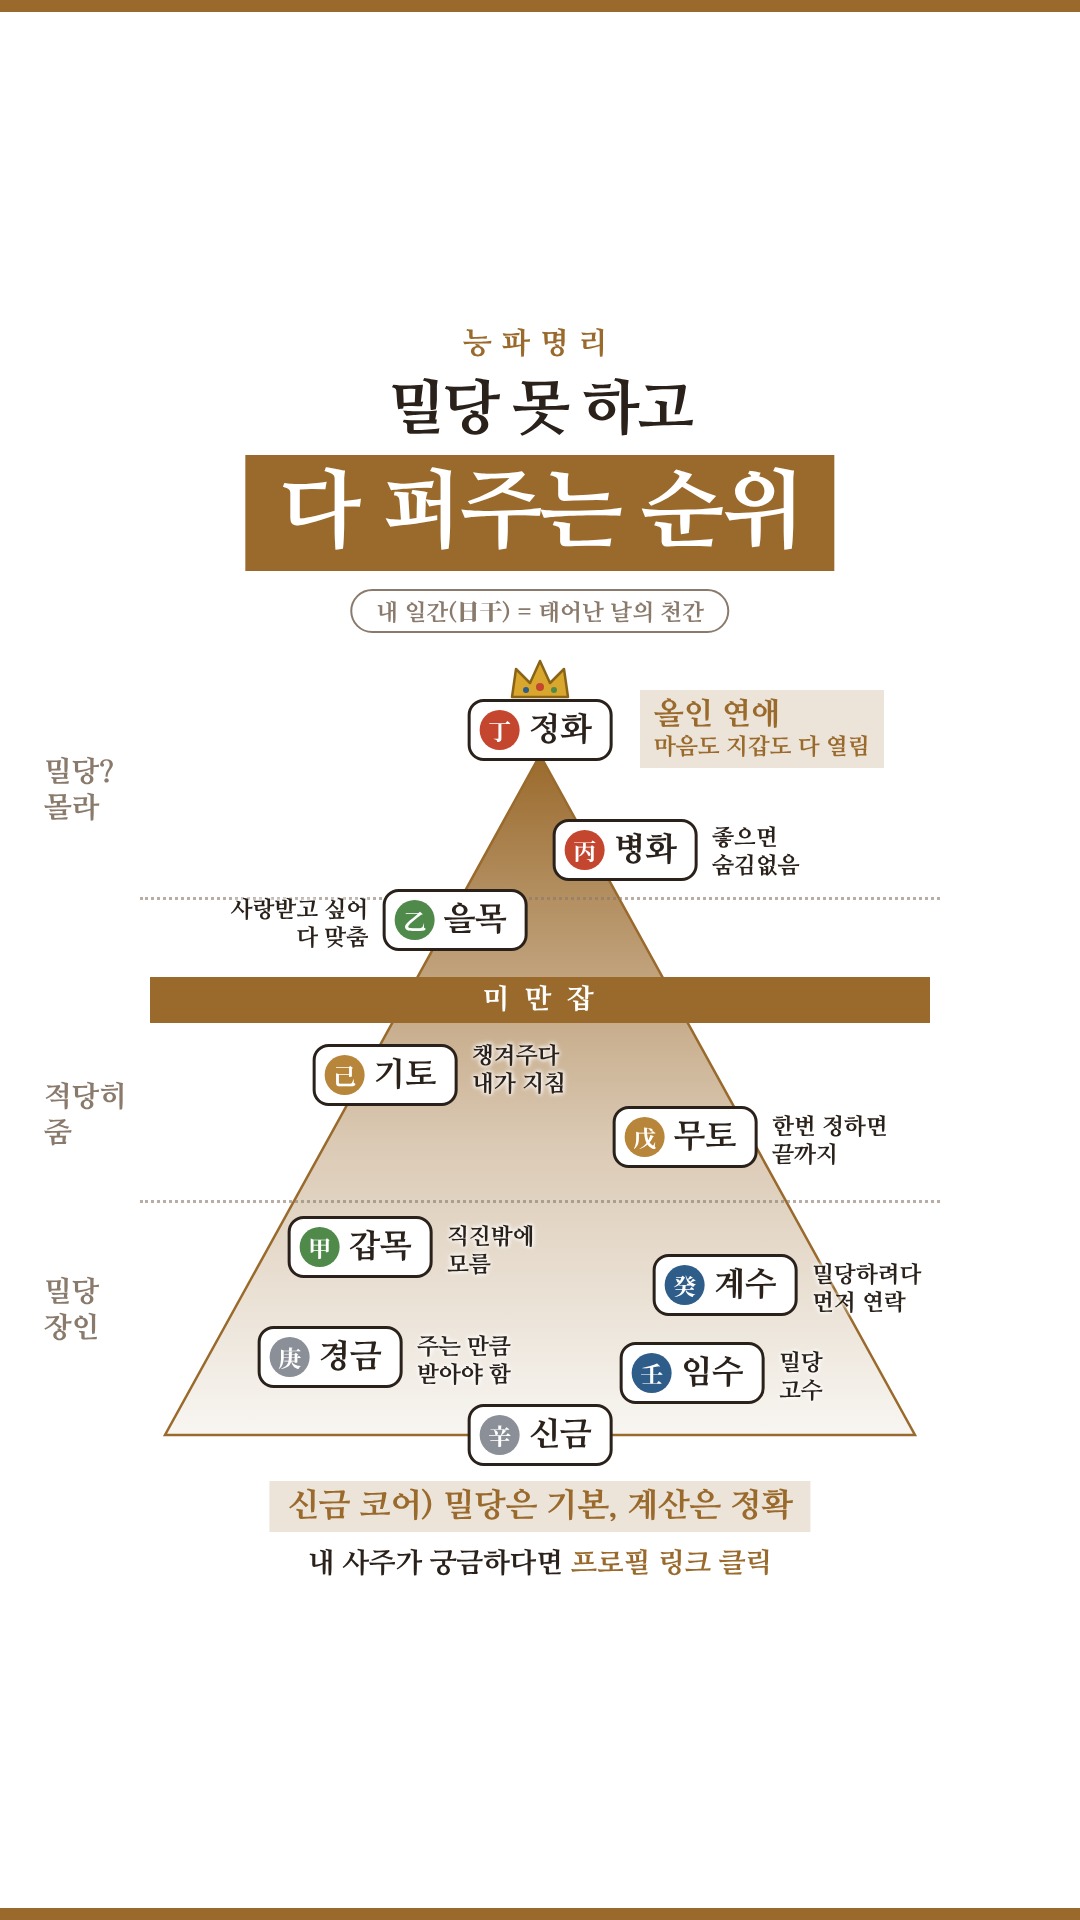 능파명리
밀당 못 하고
다 퍼주는 순위
내 일간(日干) = 태어난 날의 천간
丁 정화
올인 연애
마음도 지갑도 다 열림
밀당?
몰라
丙 병화
좋으면
숨김없음
사랑받고 싶어
다 맞춤
乙 을목
미만잡
己 기토
챙겨주다
내가 지침
적당히
줌
戊 무토
한번 정하면
끝까지
甲 갑목
직진밖에
모름
癸 계수
밀당하려다
먼저 연락
밀당
장인
庚 경금
주는 만큼
받아야 함
壬 임수
밀당
고수
辛 신금
신금 코어) 밀당은 기본, 계산은 정확
내 사주가 궁금하다면 프로필 링크 클릭